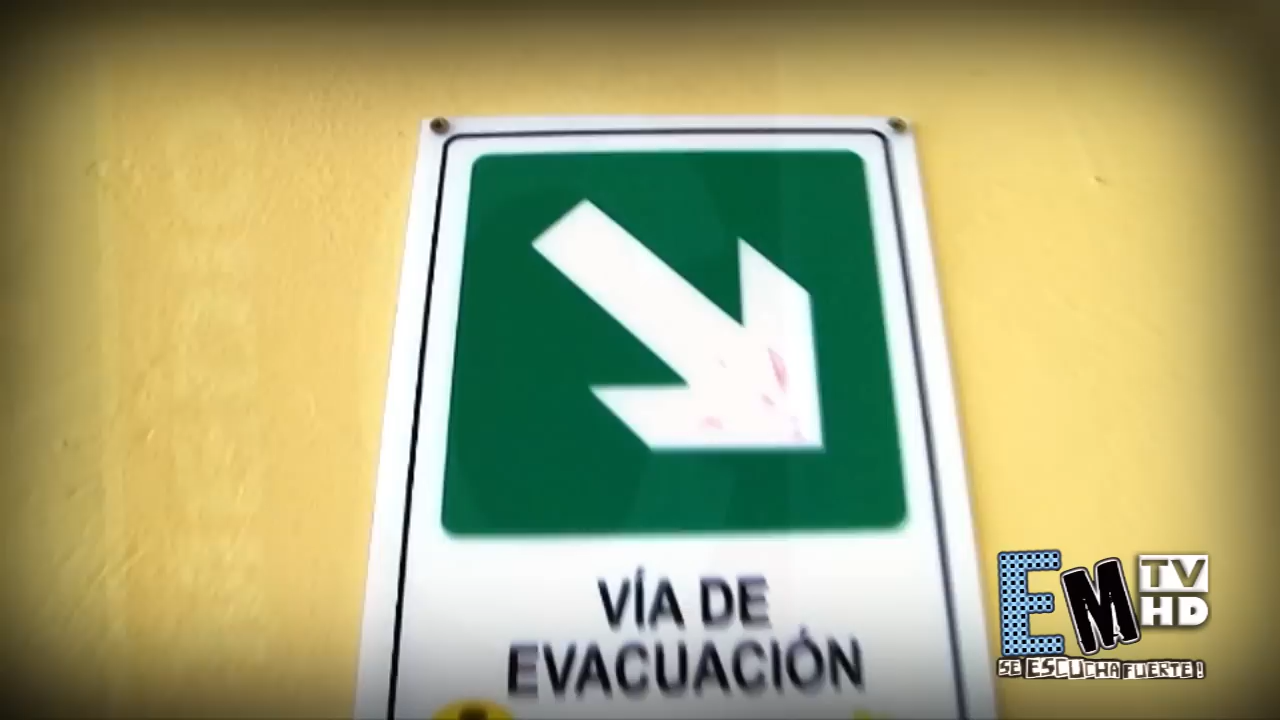 VÍA DE
EVACUACIÓN
EM TV
HD
SE ESCUCHA FUERTE!